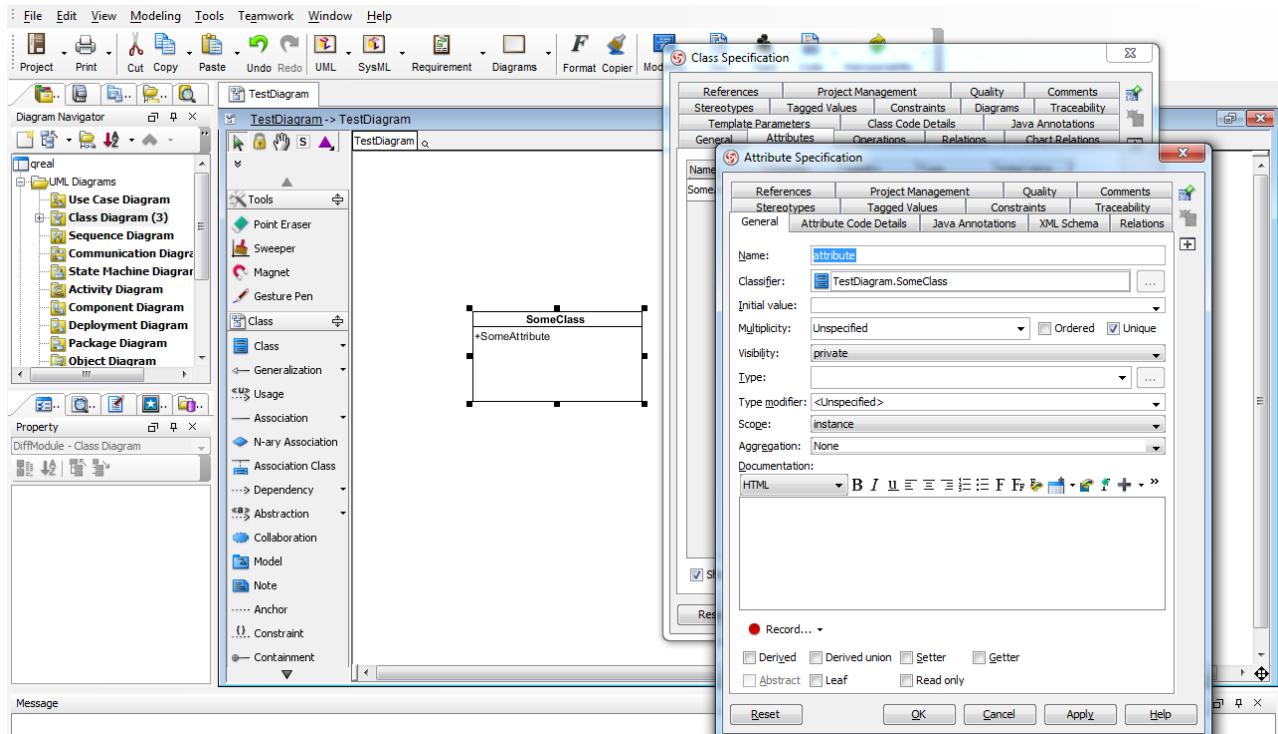 File Edit View Modeling Tools Teamwork Window Help
Project Print Cut Copy Paste Undo Redo UML SysML Requirement Diagrams Format Copier
Class Specification
References Project Management Quality Comments
Stereotypes Tagged Values Constraints Diagrams Traceability
Template Parameters Class Code Details Java Annotations
General Attributes Operations Relations Chart Relations
Name
TestDiagram
Diagram Navigator
TestDiagram -> TestDiagram
S
TestDiagram
qreal
UML Diagrams
Use Case Diagram
Class Diagram (3)
Sequence Diagram
Communication Diagra
State Machine Diagrar
Activity Diagram
Component Diagram
Deployment Diagram
Package Diagram
Object Diagram
Property
DiffModule - Class Diagram
Tools
Point Eraser
Sweeper
Magnet
Gesture Pen
Class
Class
Generalization
Usage
Association
N-ary Association
Association Class
Dependency
Abstraction
Collaboration
Model
Note
Anchor
Constraint
Containment
SomeClass
+SomeAttribute
Attribute Specification
References Project Management Quality Comments
Stereotypes Tagged Values Constraints Traceability
General Attribute Code Details Java Annotations XML Schema Relations
Name: attribute
Classifier: TestDiagram.SomeClass ...
Initial value:
Multiplicity: Unspecified Ordered Unique
Visibility: private
Type: ...
Type modifier: <Unspecified>
Scope: instance
Aggregation: None
Documentation:
HTML B I U F
Record...
Derived Derived union Setter Getter
Abstract Leaf Read only
Reset OK Cancel Apply Help
Message